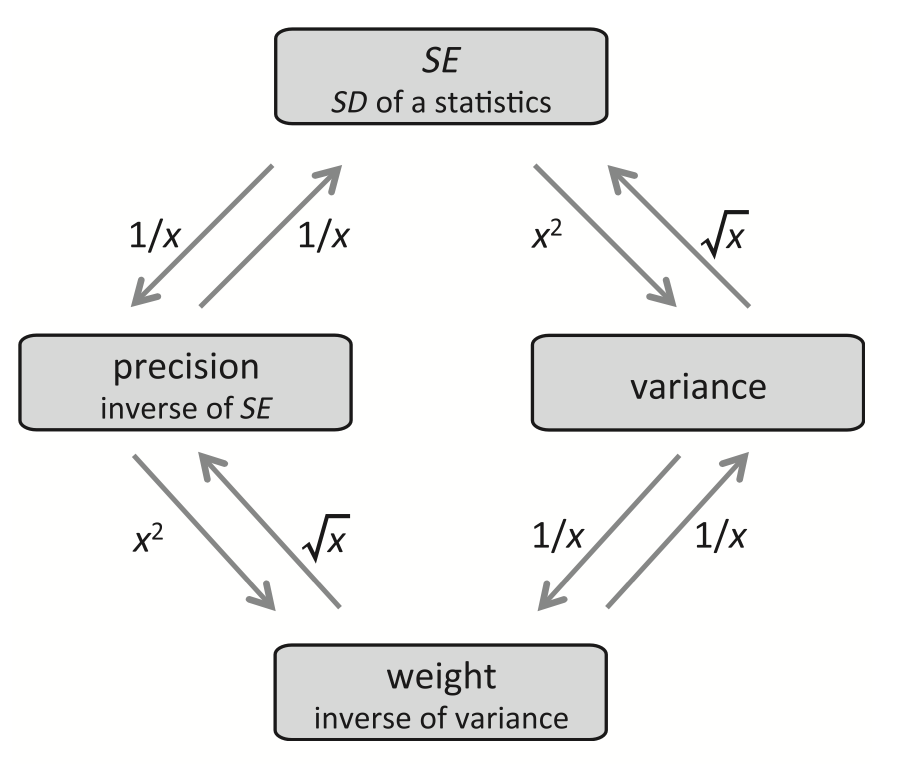 SE
SD of a statistics
1/x
1/x
x²
√x
precision
inverse of SE
variance
x²
√x
1/x
1/x
weight
inverse of variance